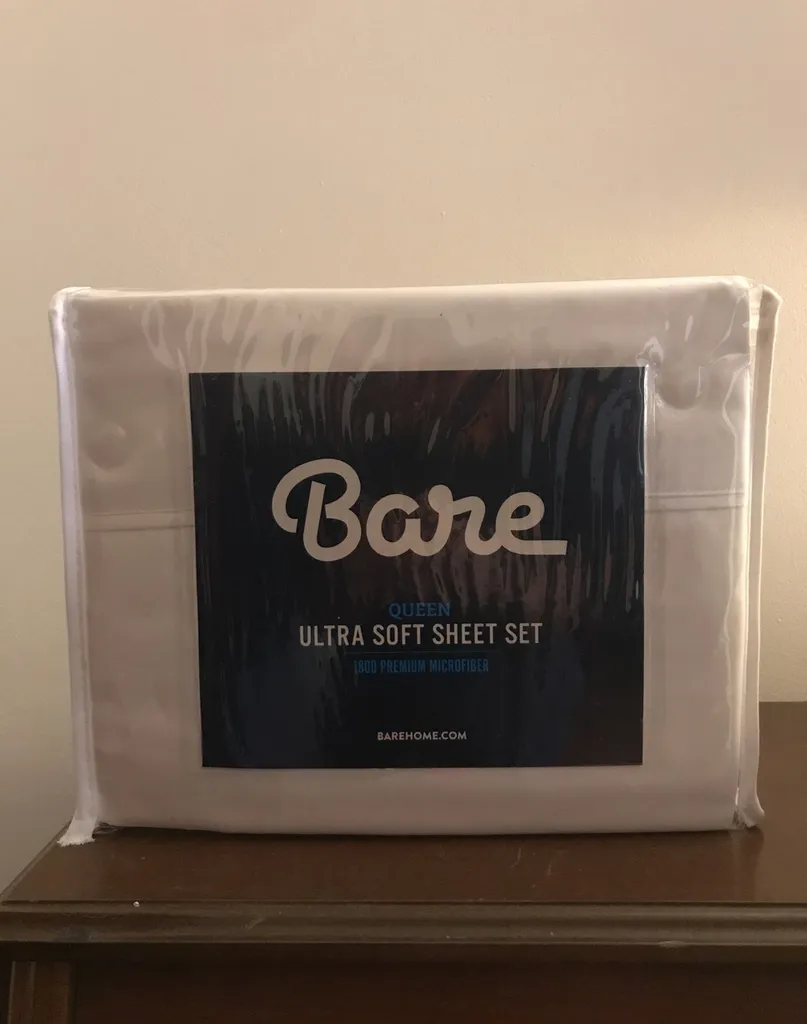 Bare
QUEEN
ULTRA SOFT SHEET SET
1800 PREMIUM MICROFIBER
BAREHOME.COM